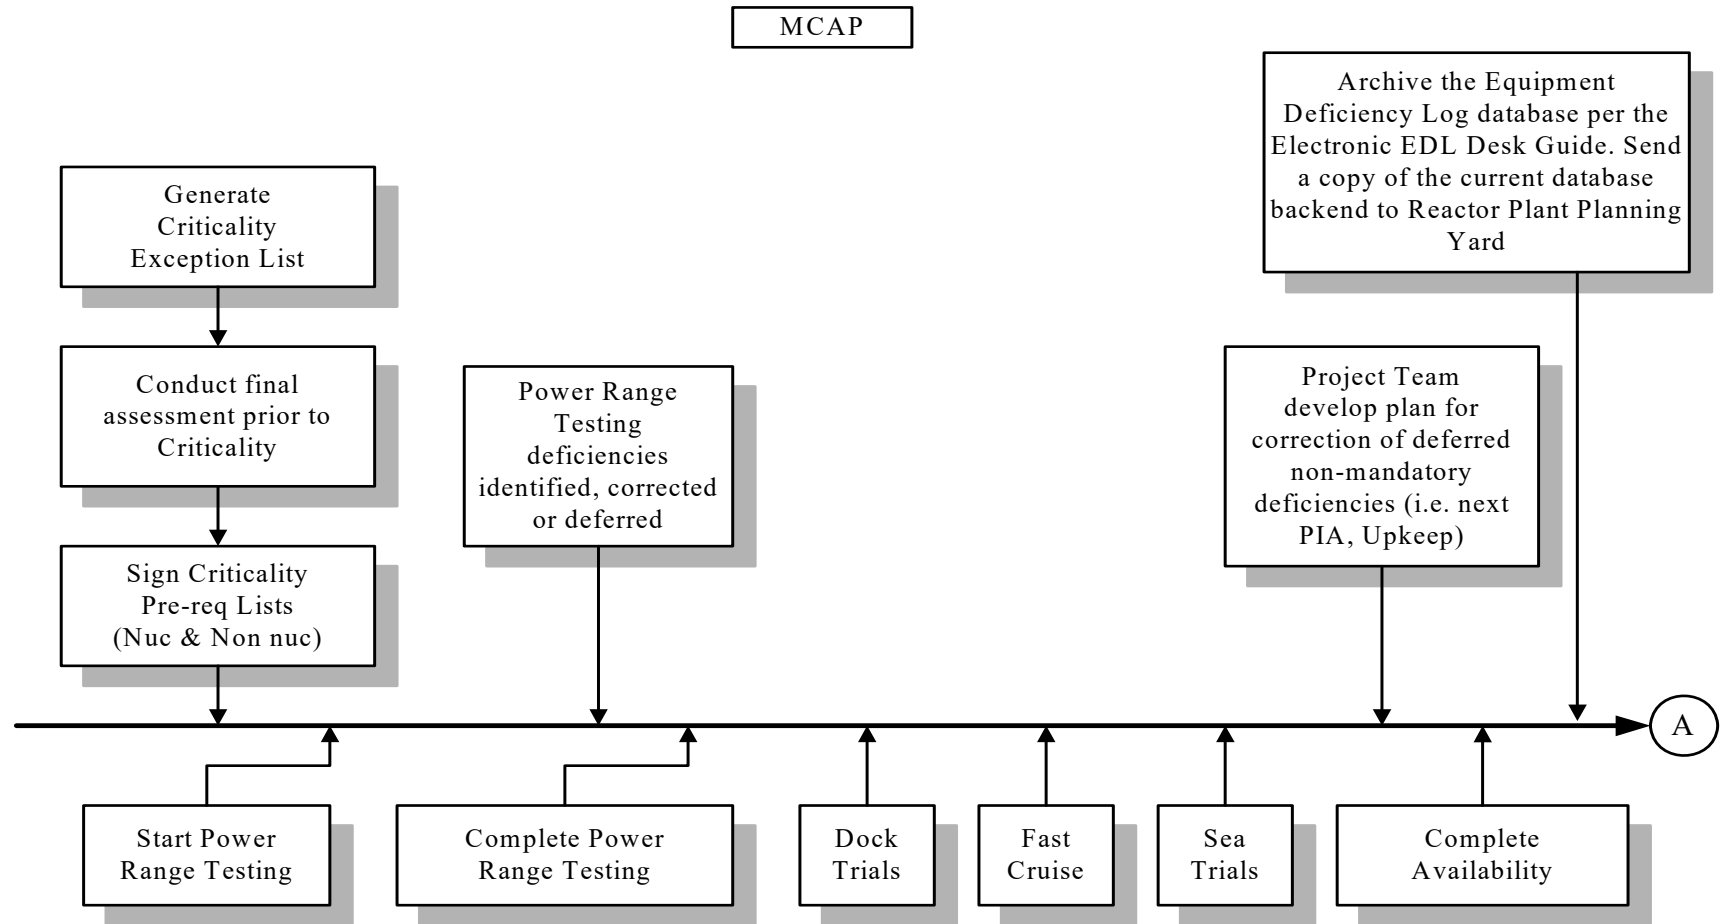 MCAP
Archive the Equipment
Deficiency Log database per the
Electronic EDL Desk Guide. Send
a copy of the current database
backend to Reactor Plant Planning
Yard
Generate
Criticality
Exception List
Conduct final
assessment prior to
Criticality
Sign Criticality
Pre-req Lists
(Nuc & Non nuc)
Power Range
Testing
deficiencies
identified, corrected
or deferred
Project Team
develop plan for
correction of deferred
non-mandatory
deficiencies (i.e. next
PIA, Upkeep)
A
Start Power
Range Testing
Complete Power
Range Testing
Dock
Trials
Fast
Cruise
Sea
Trials
Complete
Availability